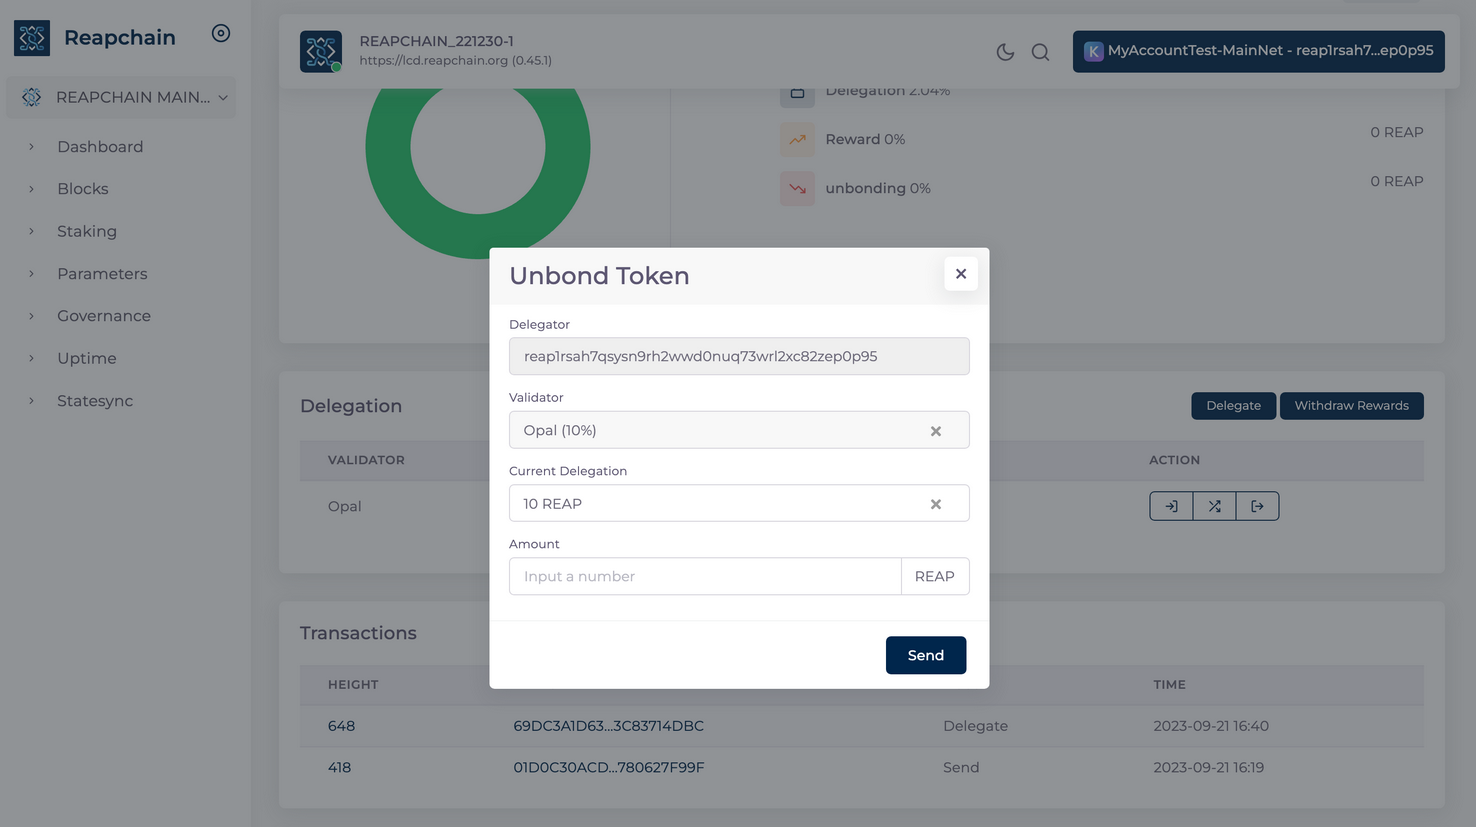 Reapchain
REAPCHAIN MAIN...
Dashboard
Blocks
Staking
Parameters
Governance
Uptime
Statesync
REAPCHAIN_221230-1
https://lcd.reapchain.org (0.45.1)
K MyAccountTest-MainNet - reap1rsah7...ep0p95
Delegation 2.04%
Reward 0%
0 REAP
unbonding 0%
0 REAP
Unbond Token
Delegator
reap1rsah7qsysn9rh2wwd0nuq73wrl2xc82zep0p95
Validator
Opal (10%)
Current Delegation
10 REAP
Amount
Input a number
REAP
Send
Delegation
Delegate
Withdraw Rewards
VALIDATOR
ACTION
Opal
Transactions
HEIGHT
TIME
648 69DC3A1D63...3C83714DBC Delegate 2023-09-21 16:40
418 01D0C30ACD...780627F99F Send 2023-09-21 16:19